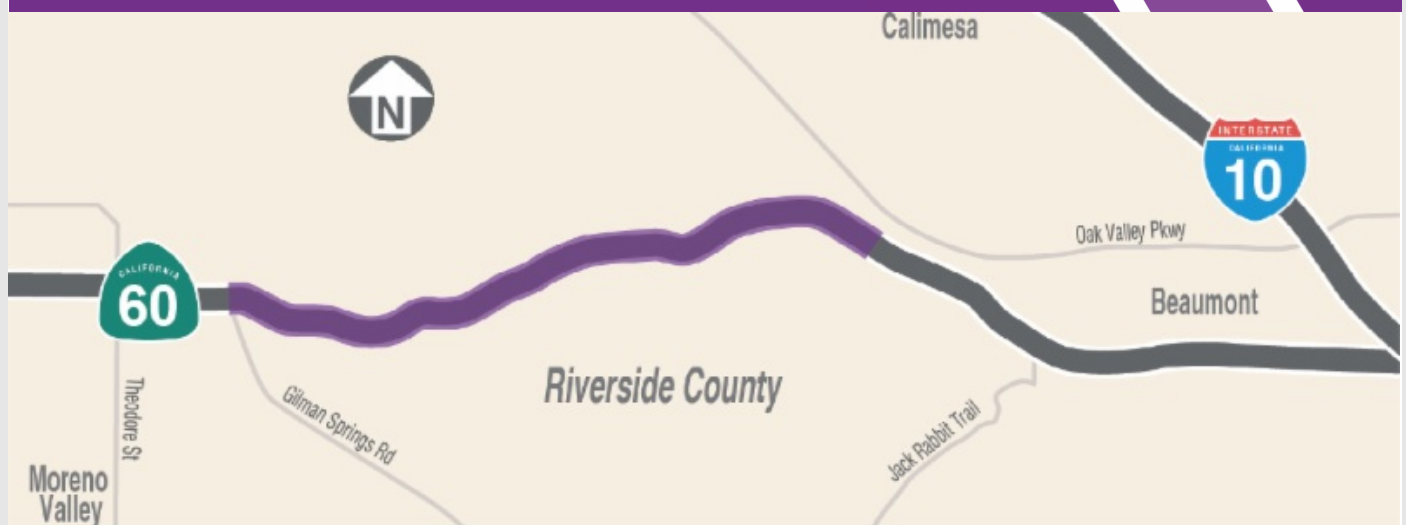 Calimesa
N
INTERSTATE
CALIFORNIA
10
Oak Valley Pkwy
CALIFORNIA
60
Beaumont
Riverside County
Theodore St
Gilman Springs Rd
Jack Rabbit Trail
Moreno
Valley